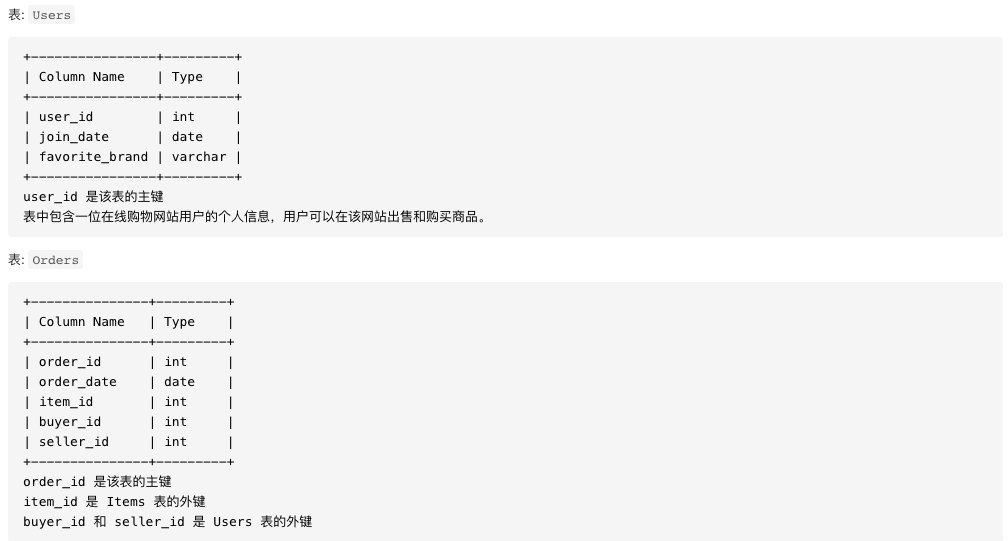 表: Users
+----------------+---------+
| Column Name    | Type    |
+----------------+---------+
| user_id        | int     |
| join_date      | date    |
| favorite_brand | varchar |
+----------------+---------+
user_id 是该表的主键
表中包含一位在线购物网站用户的个人信息，用户可以在该网站出售和购买商品。
表: Orders
+---------------+---------+
| Column Name   | Type    |
+---------------+---------+
| order_id      | int     |
| order_date    | date    |
| item_id       | int     |
| buyer_id      | int     |
| seller_id     | int     |
+---------------+---------+
order_id 是该表的主键
item_id 是 Items 表的外键
buyer_id 和 seller_id 是 Users 表的外键